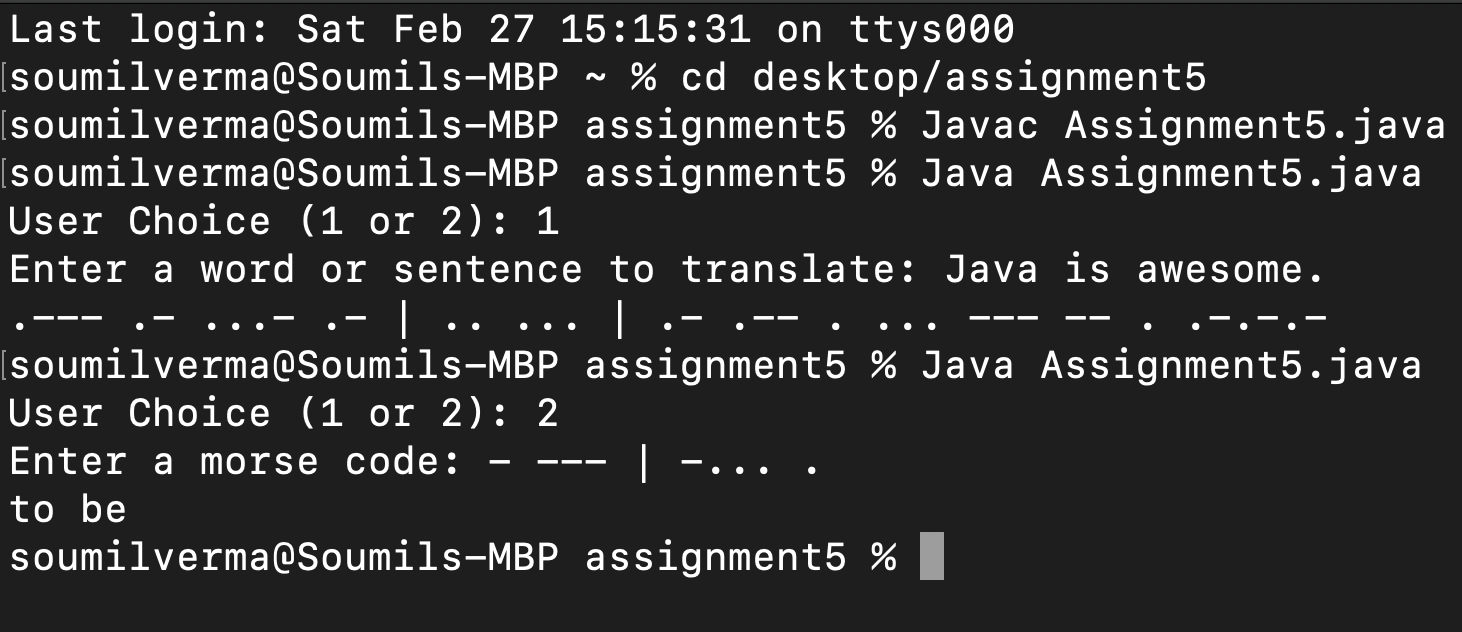 Last login: Sat Feb 27 15:15:31 on ttys000
[soumilverma@Soumils-MBP ~ % cd desktop/assignment5
[soumilverma@Soumils-MBP assignment5 % Javac Assignment5.java
[soumilverma@Soumils-MBP assignment5 % Java Assignment5.java
User Choice (1 or 2): 1
Enter a word or sentence to translate: Java is awesome.
.--- .- ...- .- | .. ... | .- .-- . ... --- -- . .-.-.-
[soumilverma@Soumils-MBP assignment5 % Java Assignment5.java
User Choice (1 or 2): 2
Enter a morse code: - --- | -... .
to be
soumilverma@Soumils-MBP assignment5 %